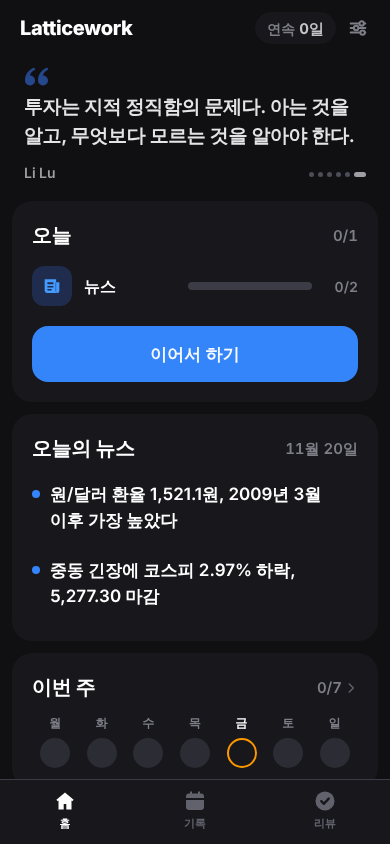 Latticework
연속 0일
투자는 지적 정직함의 문제다. 아는 것을
알고, 무엇보다 모르는 것을 알아야 한다.
Li Lu
오늘 0/1
뉴스 0/2
이어서 하기
오늘의 뉴스 11월 20일
원/달러 환율 1,521.1원, 2009년 3월
이후 가장 높았다
중동 긴장에 코스피 2.97% 하락,
5,277.30 마감
이번 주 0/7
월 화 수 목 금 토 일
홈 기록 리뷰